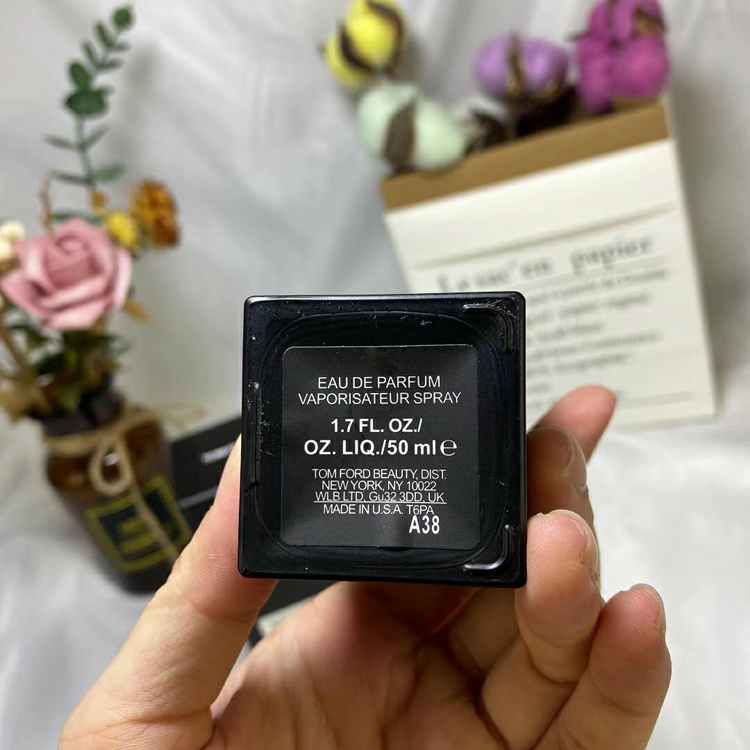 EAU DE PARFUM
VAPORISATEUR SPRAY
1.7 FL. OZ./
OZ. LIQ./50 ml ℮
TOM FORD BEAUTY, DIST.
NEW YORK, NY 10022
WLB LTD, Gu32 3DD, UK
MADE IN U.S.A. T6PA
A38
papier